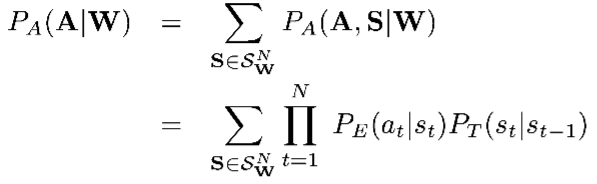 P_A(𝐀|𝐖) = ∑_{𝐒∈𝒮_𝐖^N} P_A(𝐀, 𝐒|𝐖)
= ∑_{𝐒∈𝒮_𝐖^N} ∏_{t=1}^{N} P_E(a_t|s_t)P_T(s_t|s_{t−1})